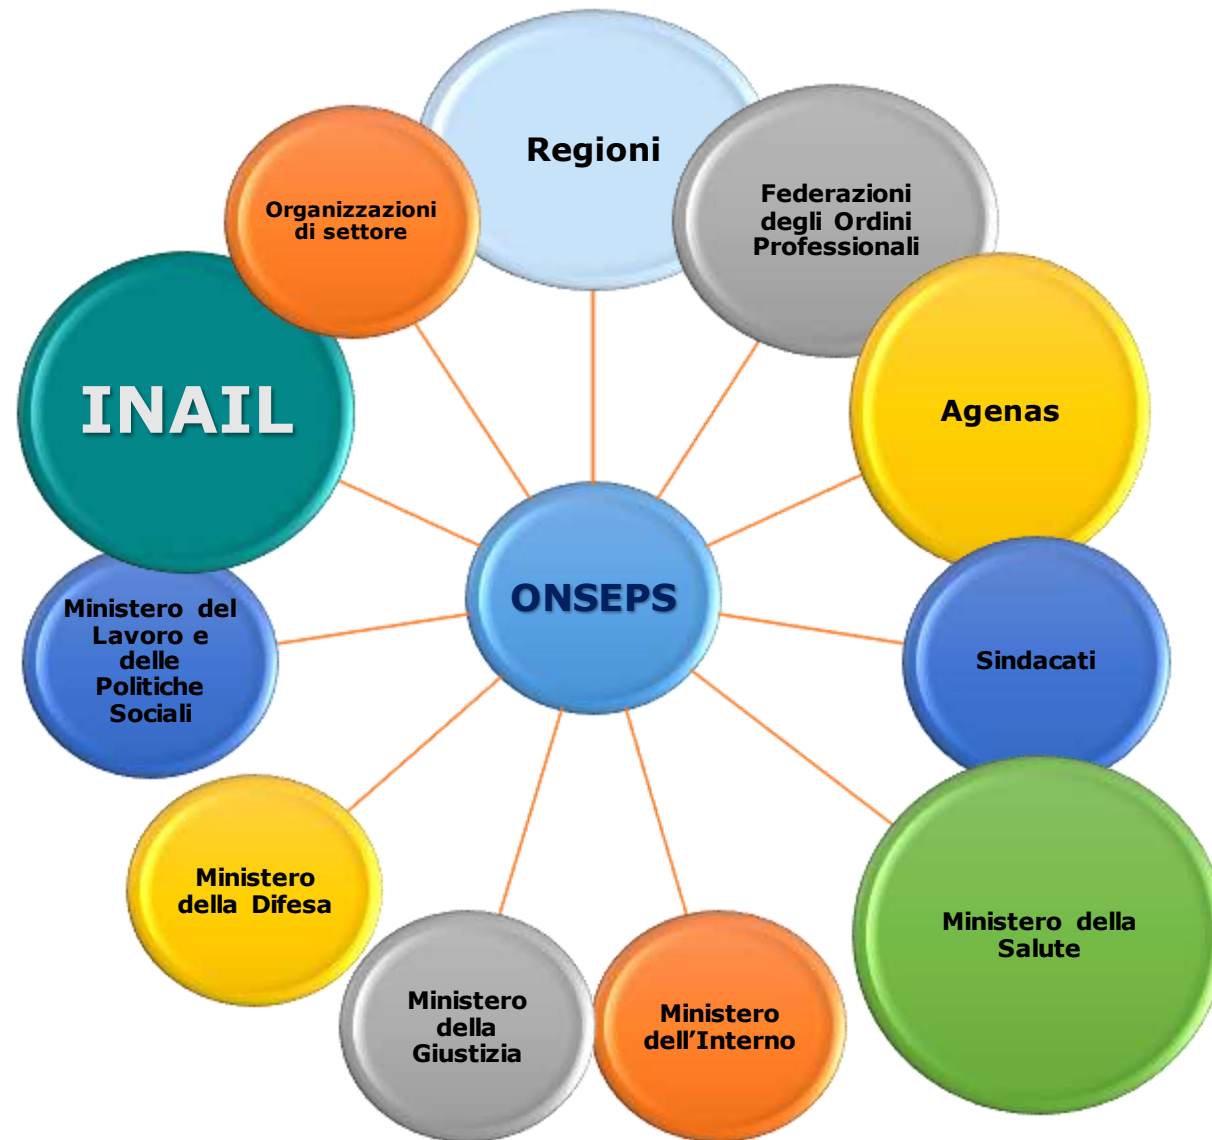 Regioni
Federazioni
degli Ordini
Professionali
Organizzazioni
di settore
INAIL
Agenas
ONSEPS
Ministero del
Lavoro e
delle
Politiche
Sociali
Sindacati
Ministero
della Difesa
Ministero della
Salute
Ministero
della
Giustizia
Ministero
dell’Interno